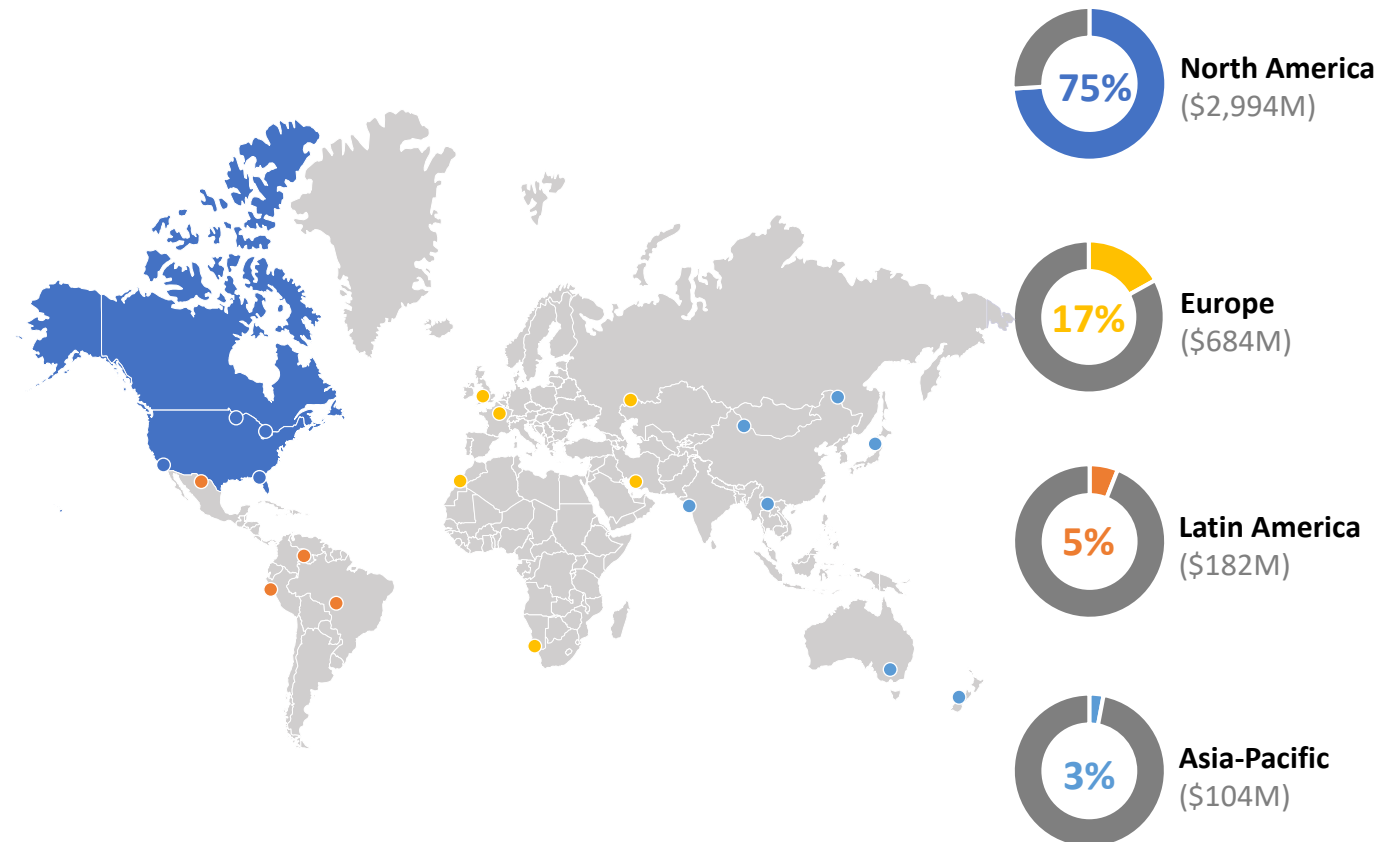 75%
North America
($2,994M)
17%
Europe
($684M)
5%
Latin America
($182M)
3%
Asia-Pacific
($104M)